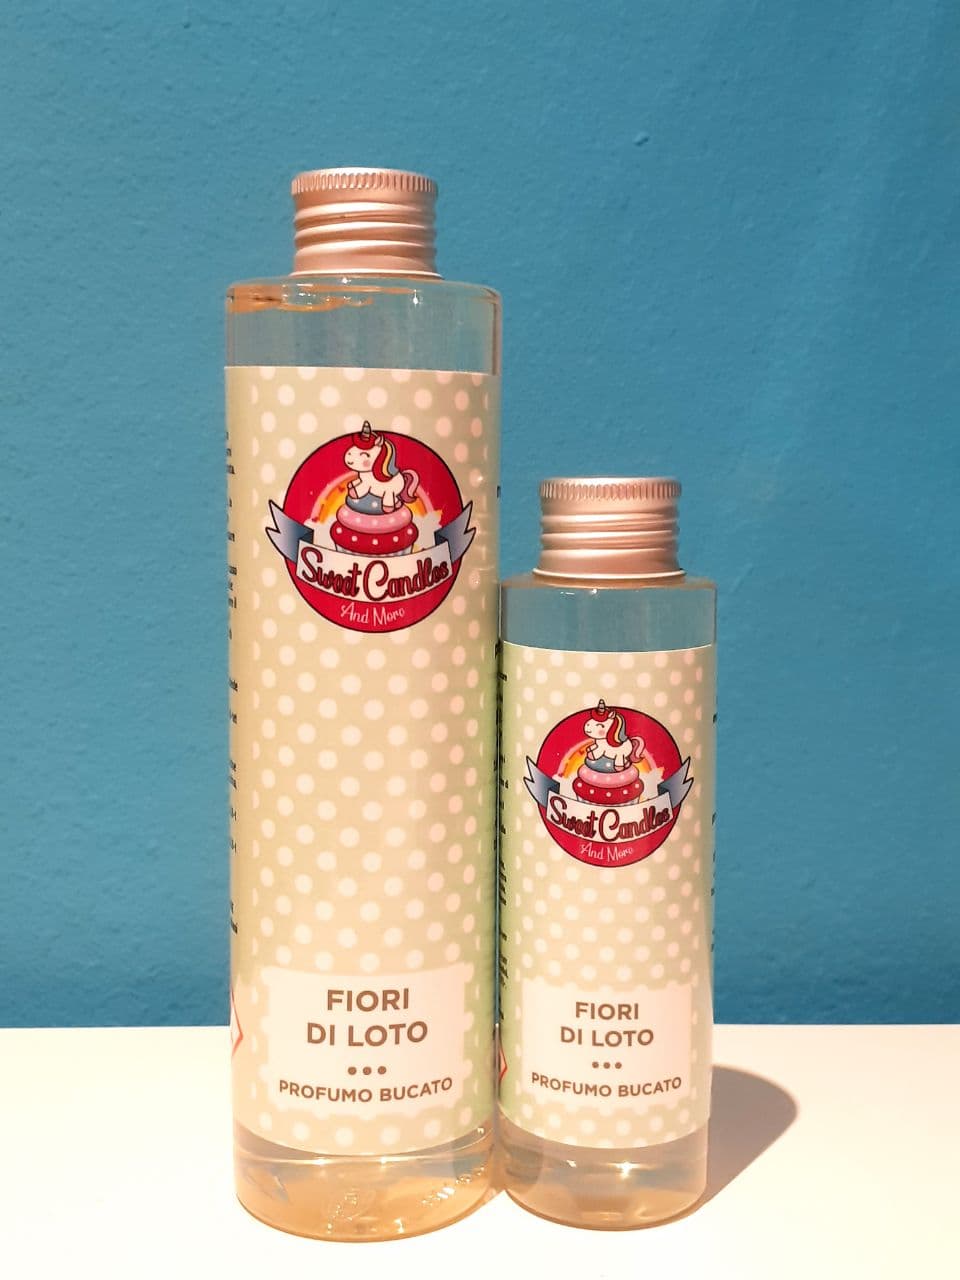 Sweet Candles
And More
FIORI
DI LOTO
PROFUMO BUCATO
Sweet Candles
And More
FIORI
DI LOTO
PROFUMO BUCATO